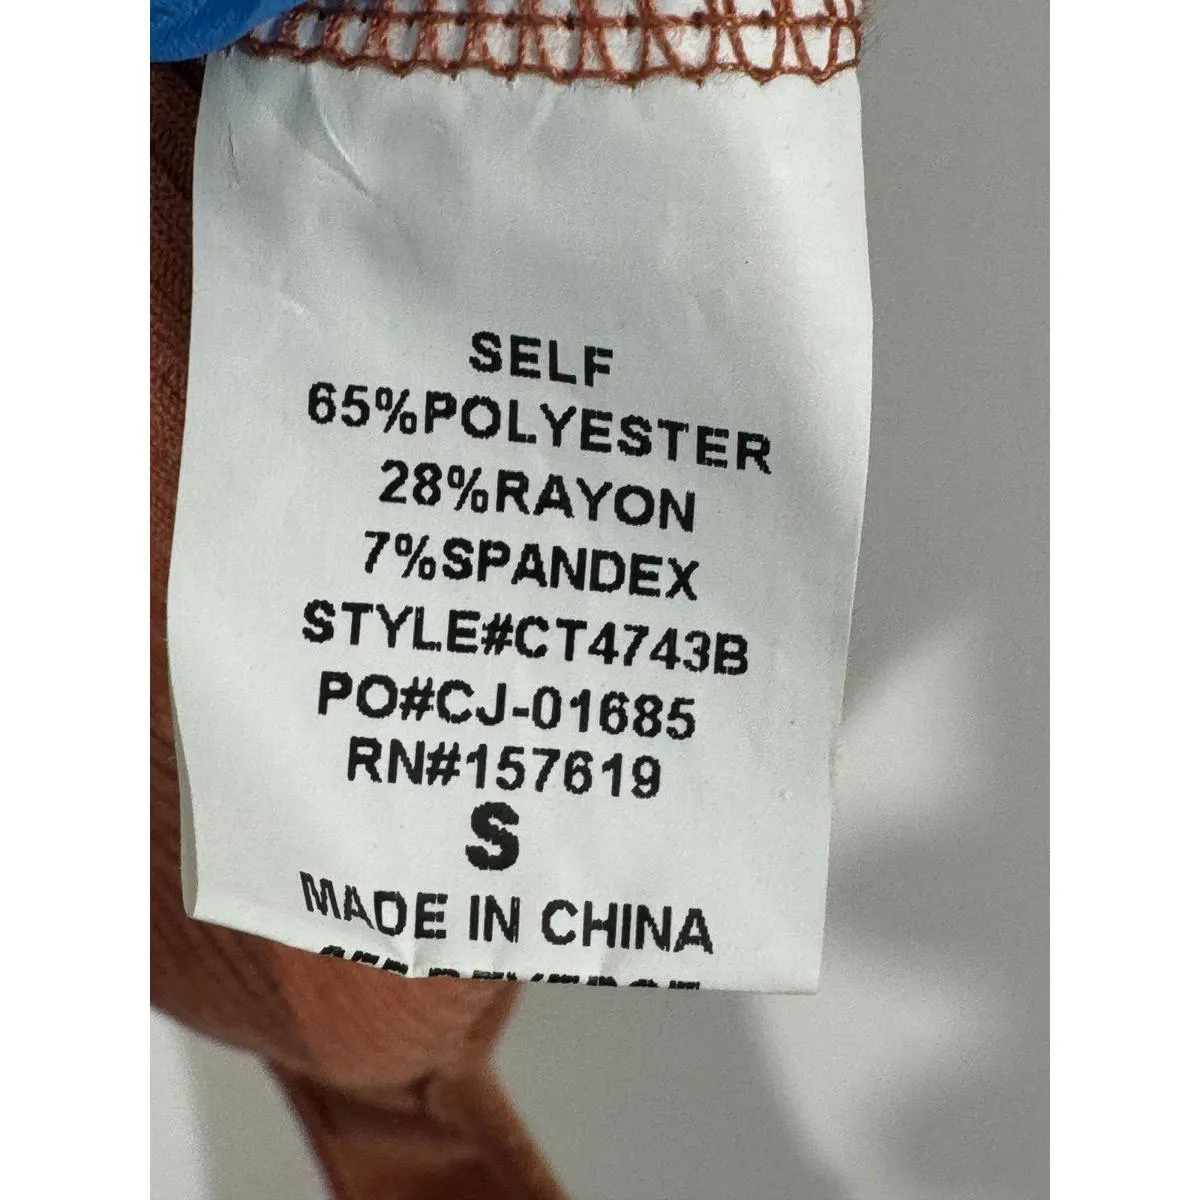 SELF
65%POLYESTER
28%RAYON
7%SPANDEX
STYLE#CT4743B
PO#CJ-01685
RN#157619
S
MADE IN CHINA